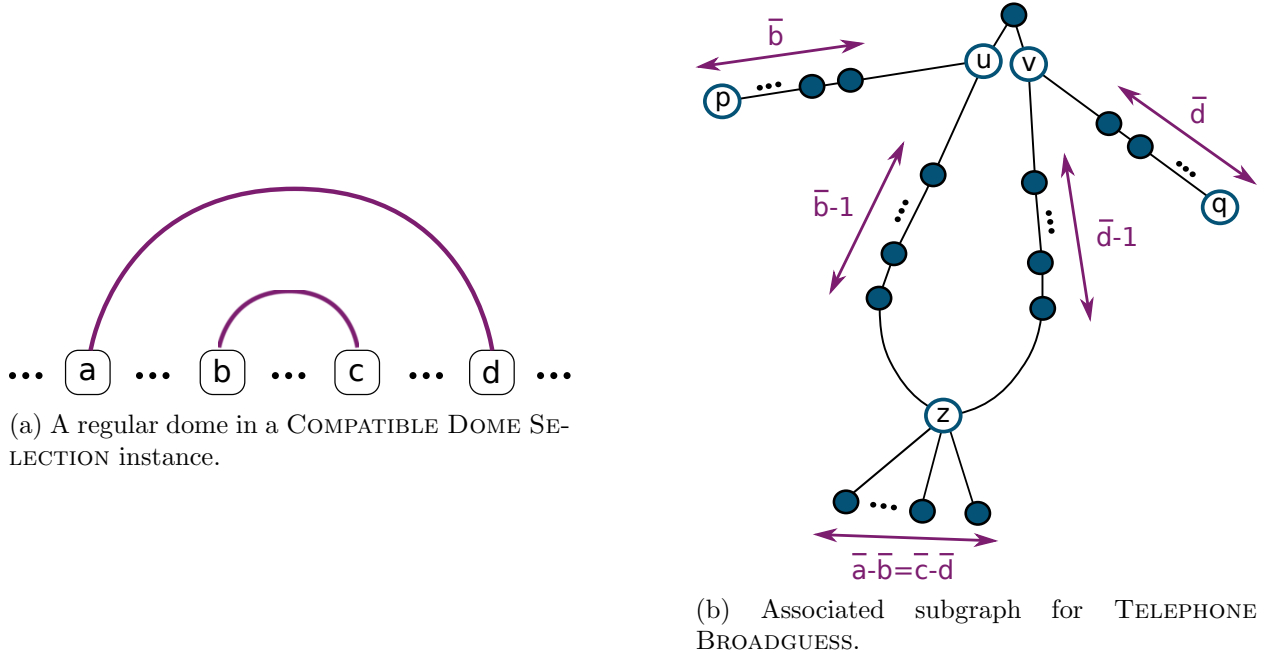 b̅
u
v
p
d̅
q
b̅-1
d̅-1
a
b
c
d
z
a̅-b̅=c̅-d̅
(a) A regular dome in a COMPATIBLE DOME SE-
LECTION instance.
(b) Associated subgraph for TELEPHONE
BROADGUESS.